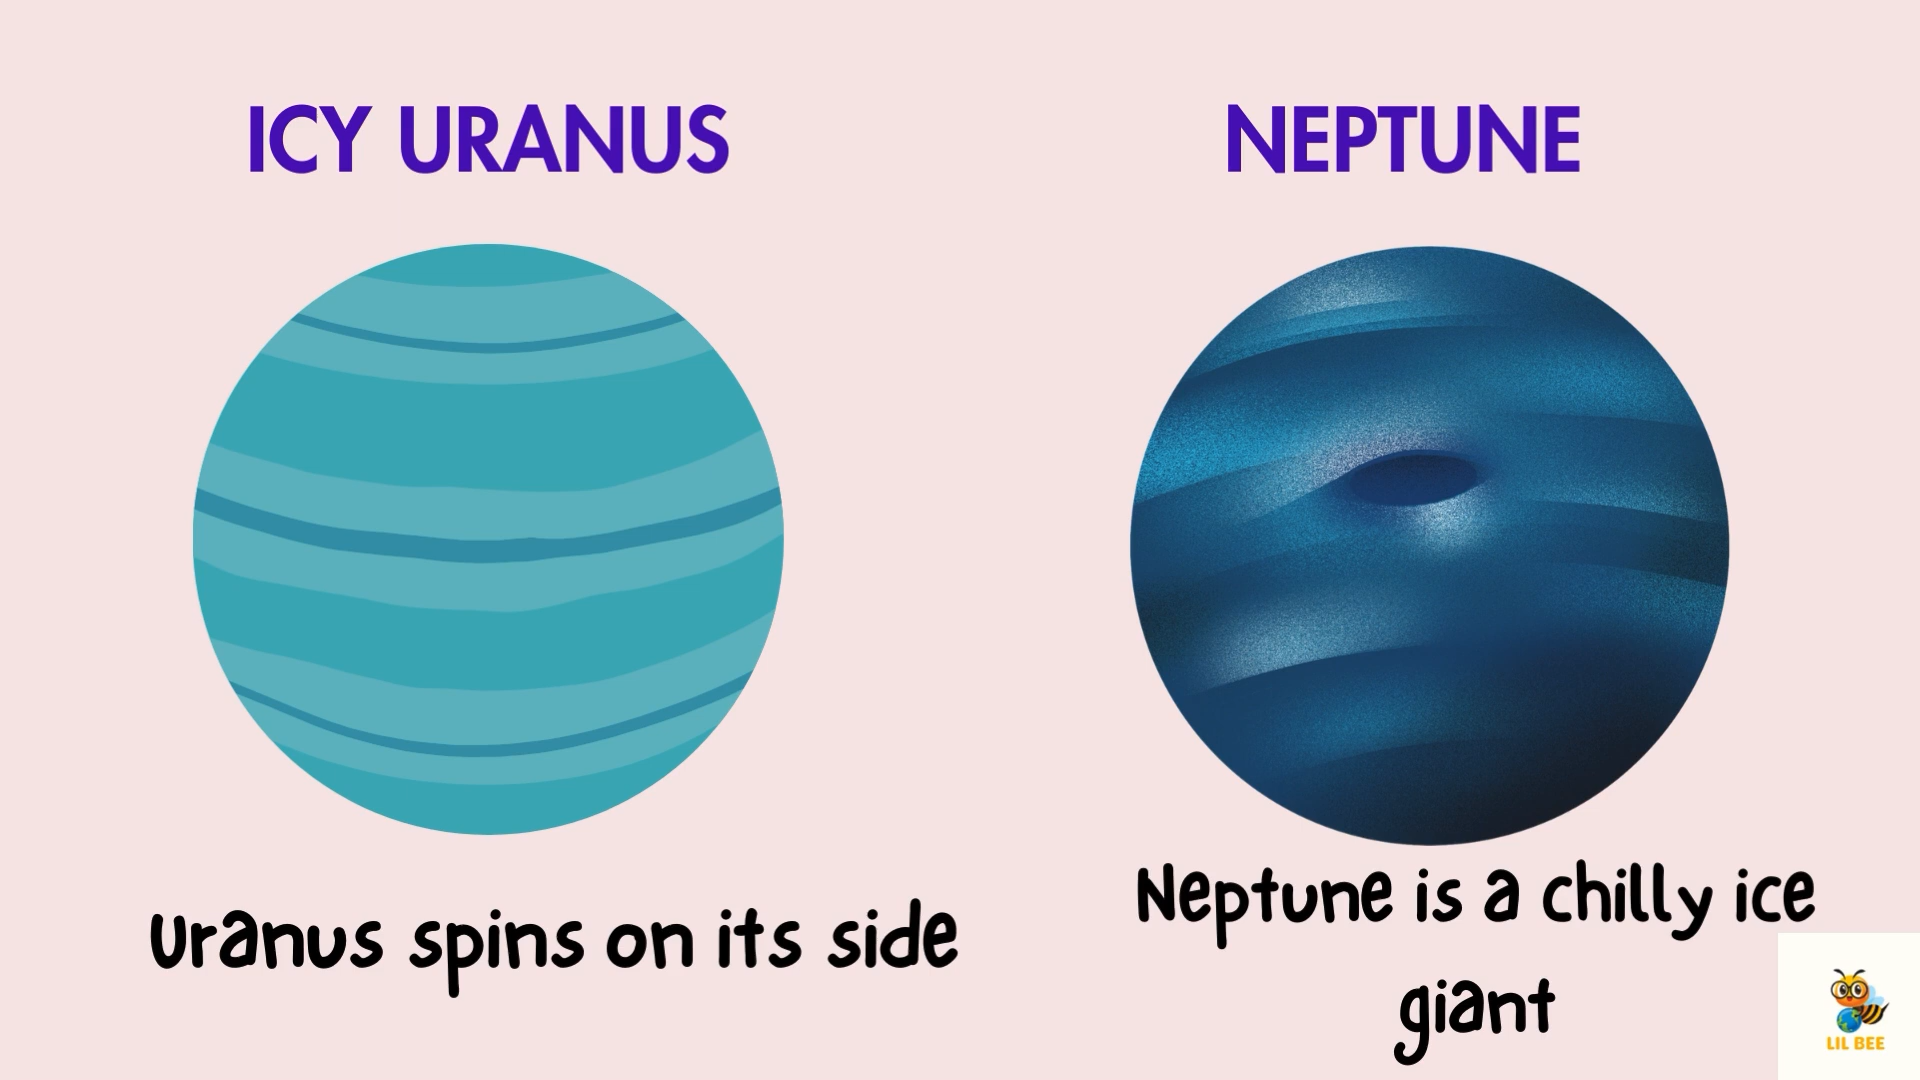 ICY URANUS
NEPTUNE
Uranus spins on its side
Neptune is a chilly ice
giant
LIL BEE